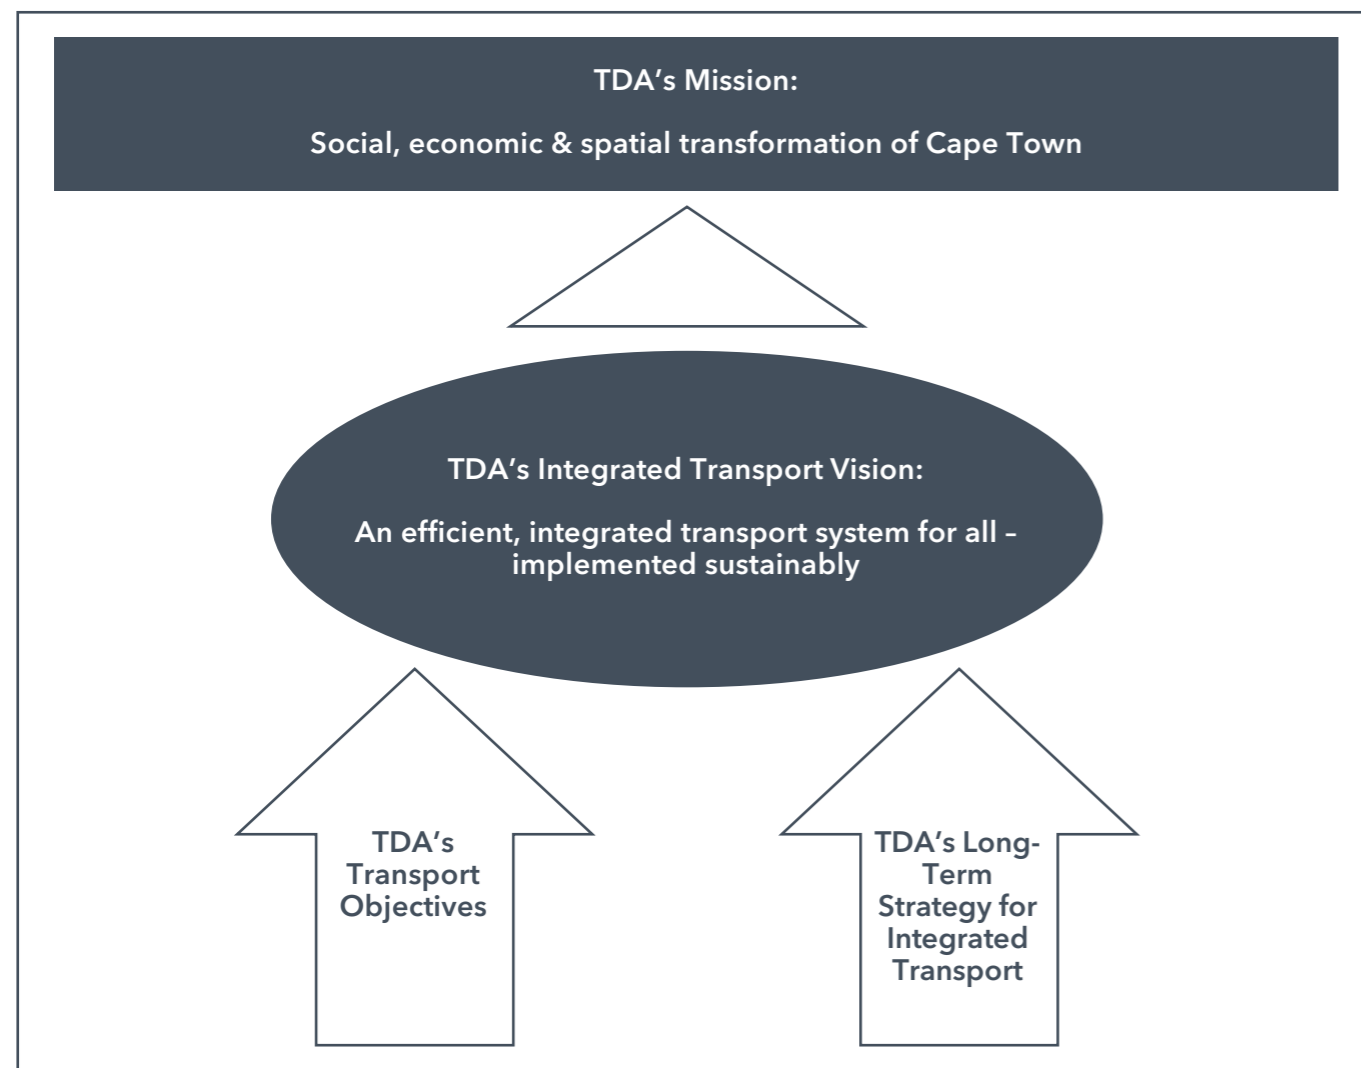 TDA’s Mission:
Social, economic & spatial transformation of Cape Town
TDA’s Integrated Transport Vision:
An efficient, integrated transport system for all –
implemented sustainably
TDA’s
Transport
Objectives
TDA’s Long-
Term
Strategy for
Integrated
Transport